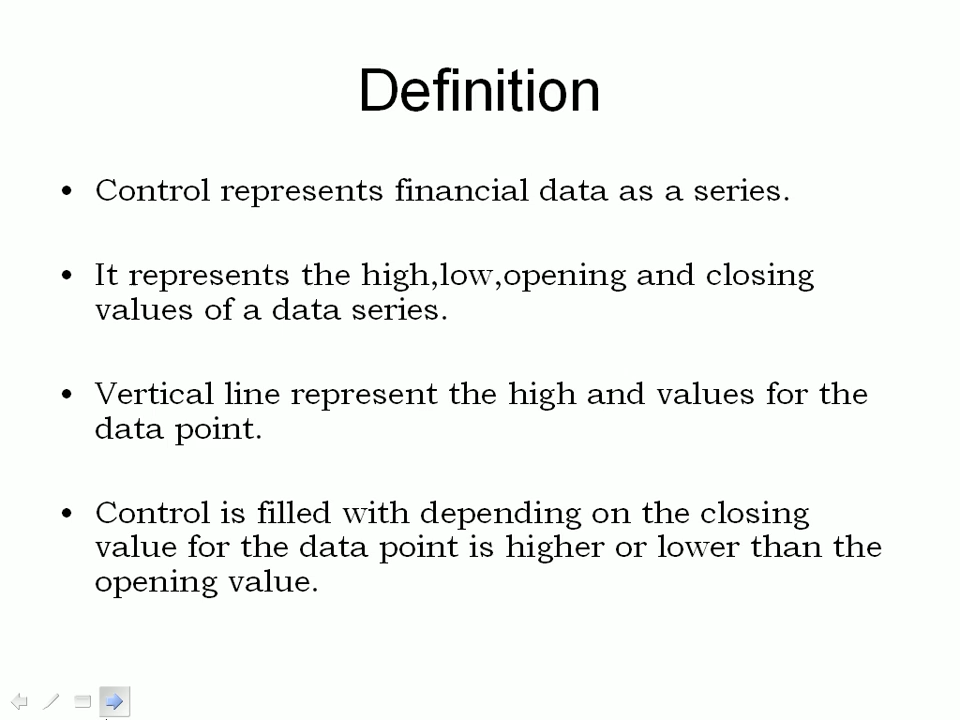 Definition
• Control represents financial data as a series.
• It represents the high,low,opening and closing
values of a data series.
• Vertical line represent the high and values for the
data point.
• Control is filled with depending on the closing
value for the data point is higher or lower than the
opening value.